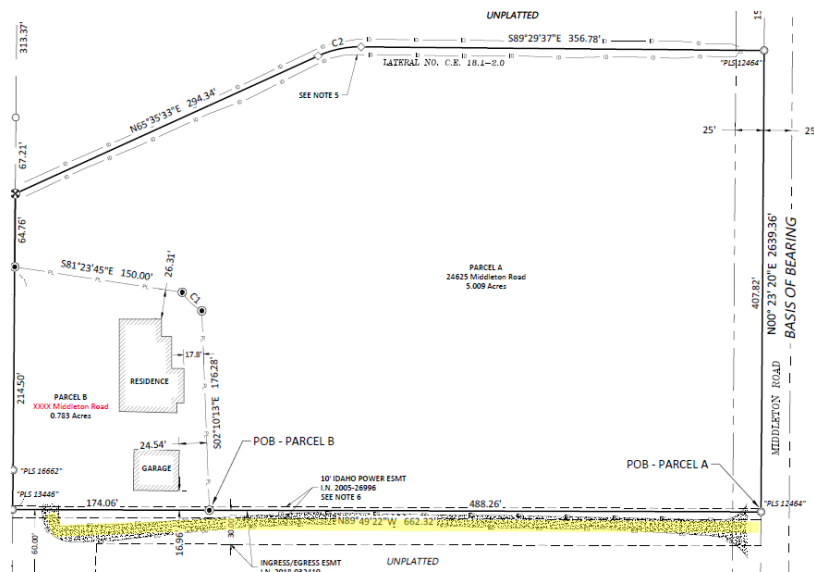 UNPLATTED
313.37'
C2
S89°29'37"E 356.78'
LATERAL NO. C.E. 18.1-2.0
"PLS 12464"
SEE NOTE 5
N65°35'33"E 294.34'
25'
25
67.21'
64.76'
S81°23'45"E 150.00'
26.31'
C1
PARCEL A
24625 Middleton Road
5.009 Acres
407.82'
N00° 23' 20"E 2639.36'
BASIS OF BEARING
MIDDLETON ROAD
17.8'
RESIDENCE
S02°10'13"E 176.28'
214.50'
PARCEL B
XXXX Middleton Road
0.783 Acres
24.54'
GARAGE
POB - PARCEL B
POB - PARCEL A
"PLS 16662"
"PLS 13446"
174.06'
10' IDAHO POWER ESMT
I.N. 2005-26996
SEE NOTE 6
488.26'
"PLS 12464"
N89°49'22"W 662.32'
60.00'
16.96'
30.00'
INGRESS/EGRESS ESMT
UNPLATTED